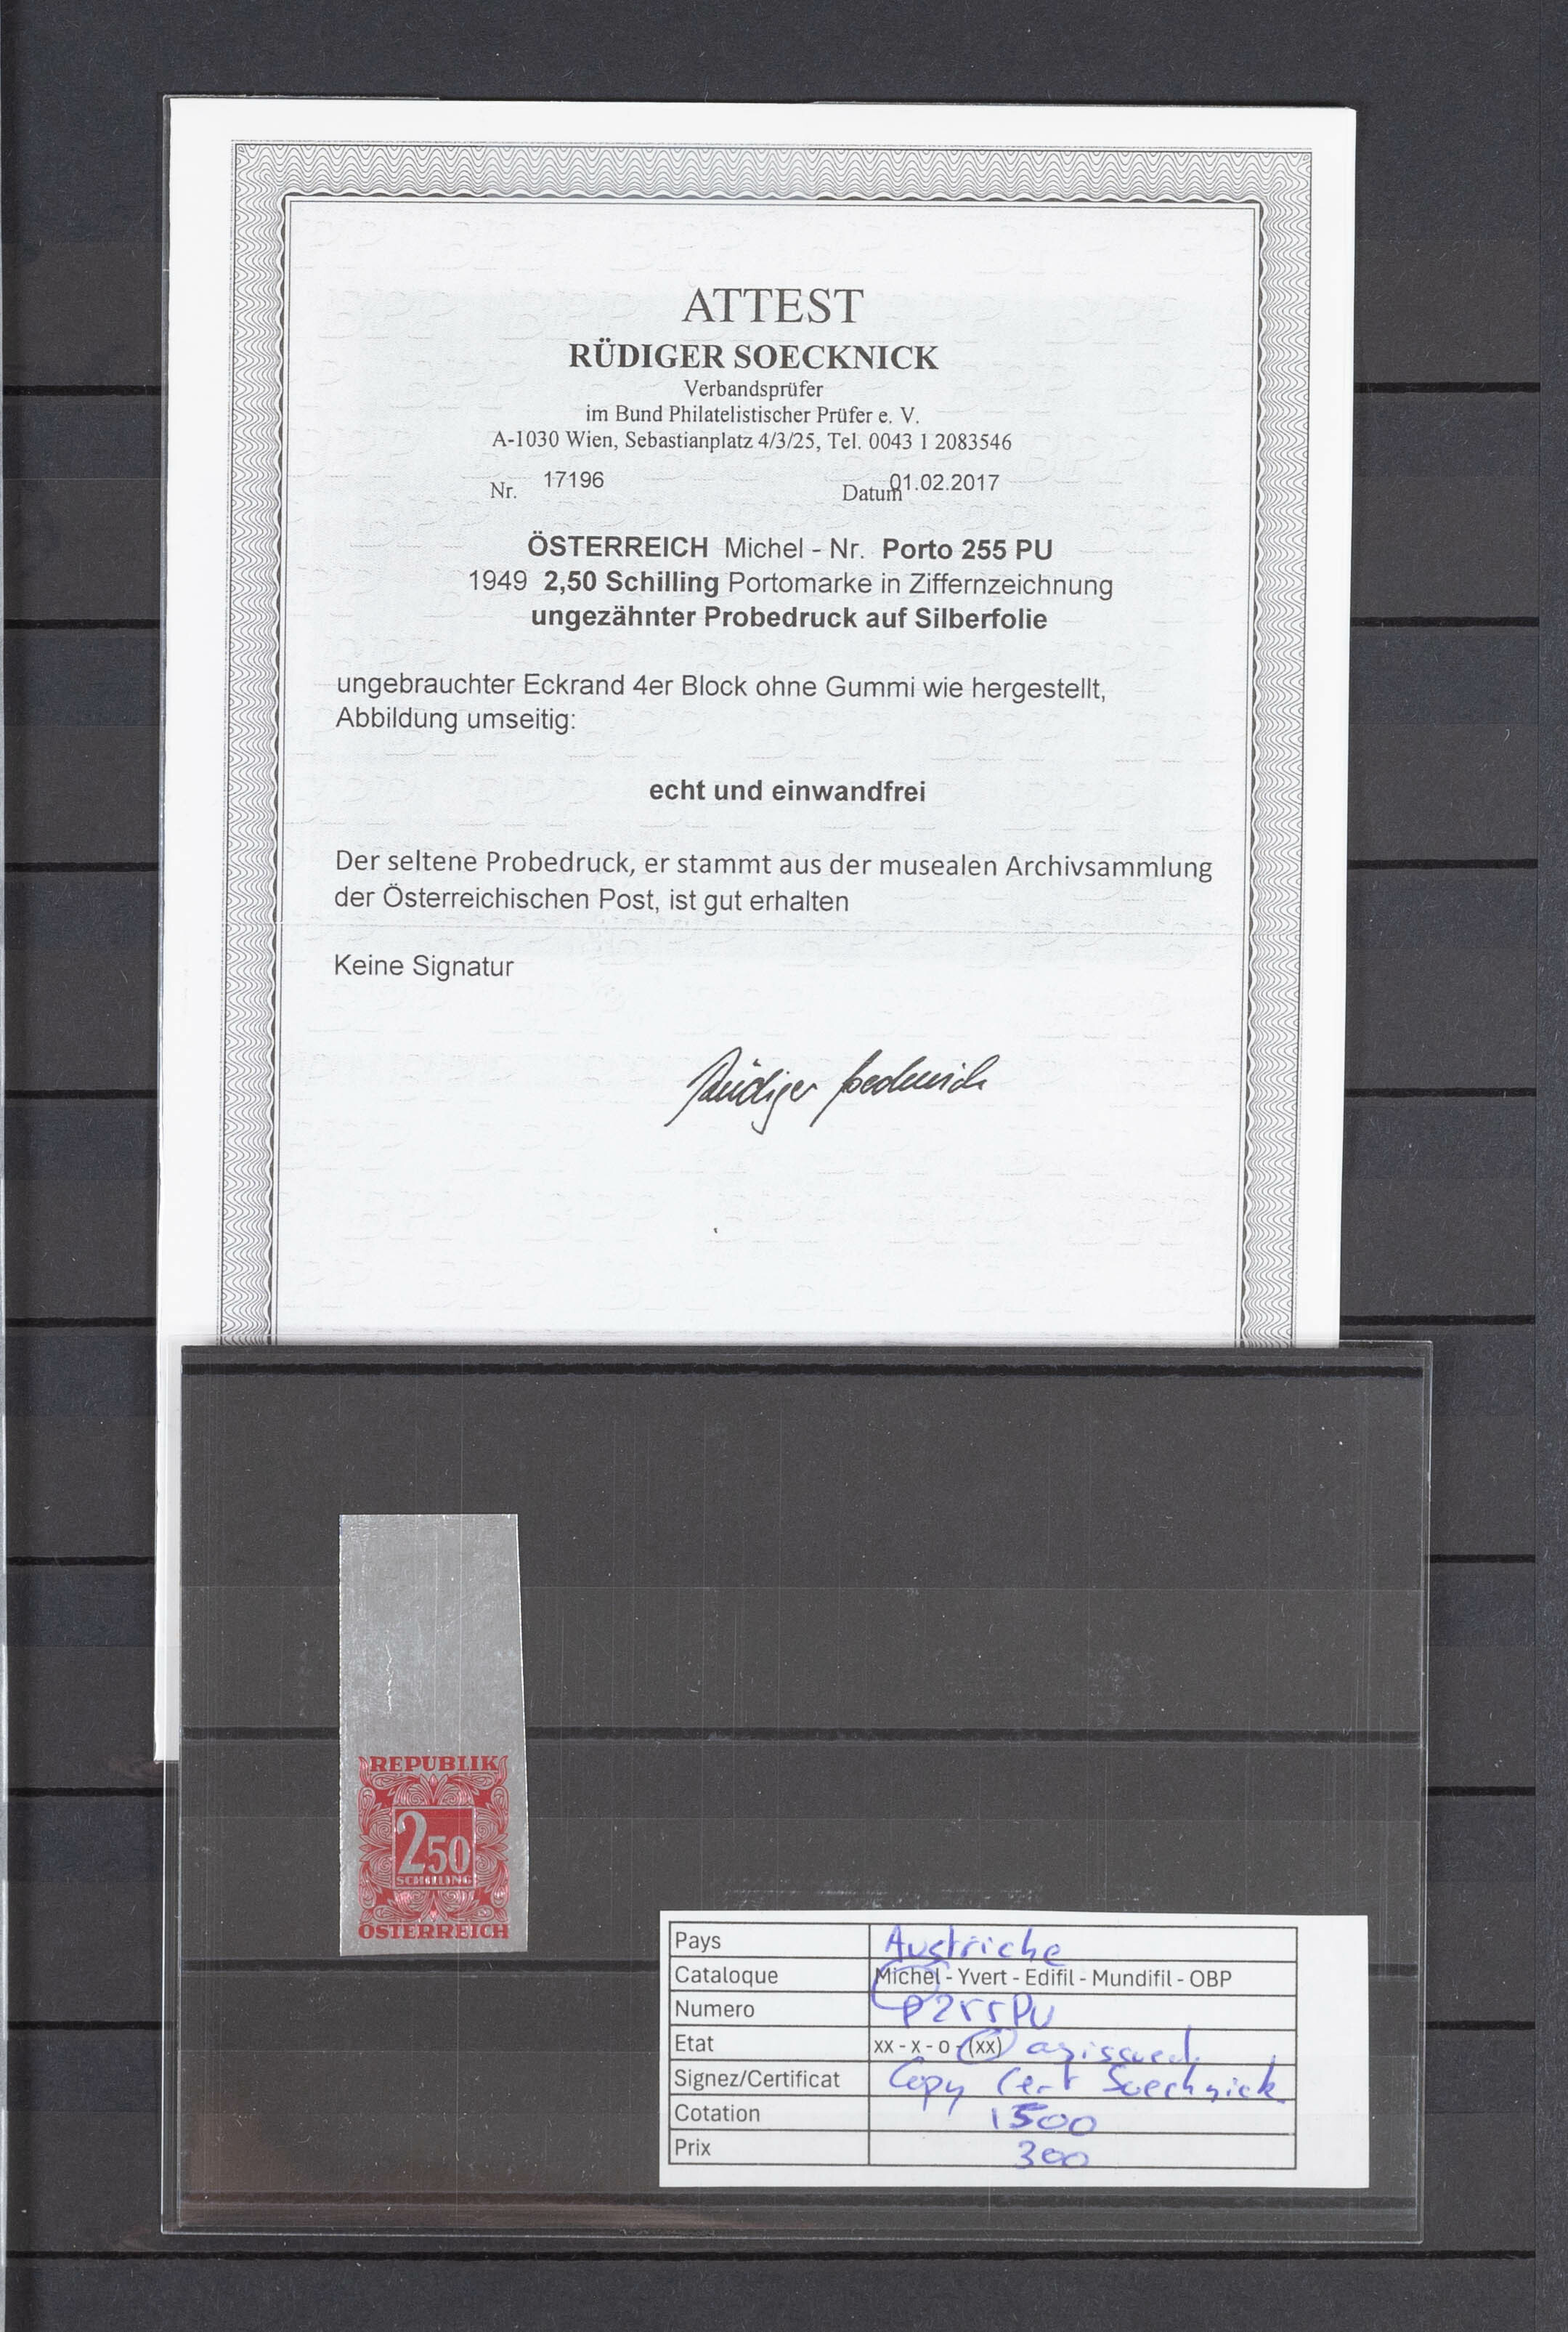 ATTEST
RÜDIGER SOECKNICK
Verbandsprüfer
im Bund Philatelistischer Prüfer e. V.
A-1030 Wien, Sebastianplatz 4/3/25, Tel. 0043 1 2083546
Nr. 17196 Datum 01.02.2017
ÖSTERREICH Michel - Nr. Porto 255 PU
1949 2,50 Schilling Portomarke in Ziffernzeichnung
ungezähnter Probedruck auf Silberfolie
ungebrauchter Eckrand 4er Block ohne Gummi wie hergestellt,
Abbildung umseitig:
echt und einwandfrei
Der seltene Probedruck, er stammt aus der musealen Archivsammlung
der Österreichischen Post, ist gut erhalten
Keine Signatur
Rüdiger Soecknick
REPUBLIK
250
SCHILLING
ÖSTERREICH
Pays Austriche
Cataloque Michel - Yvert - Edifil - Mundifil - OBP
Numero P255PU
Etat xx - x - o - (xx) asissued
Signez/Certificat Copy Cert Soecknick
Cotation 1500
Prix 300